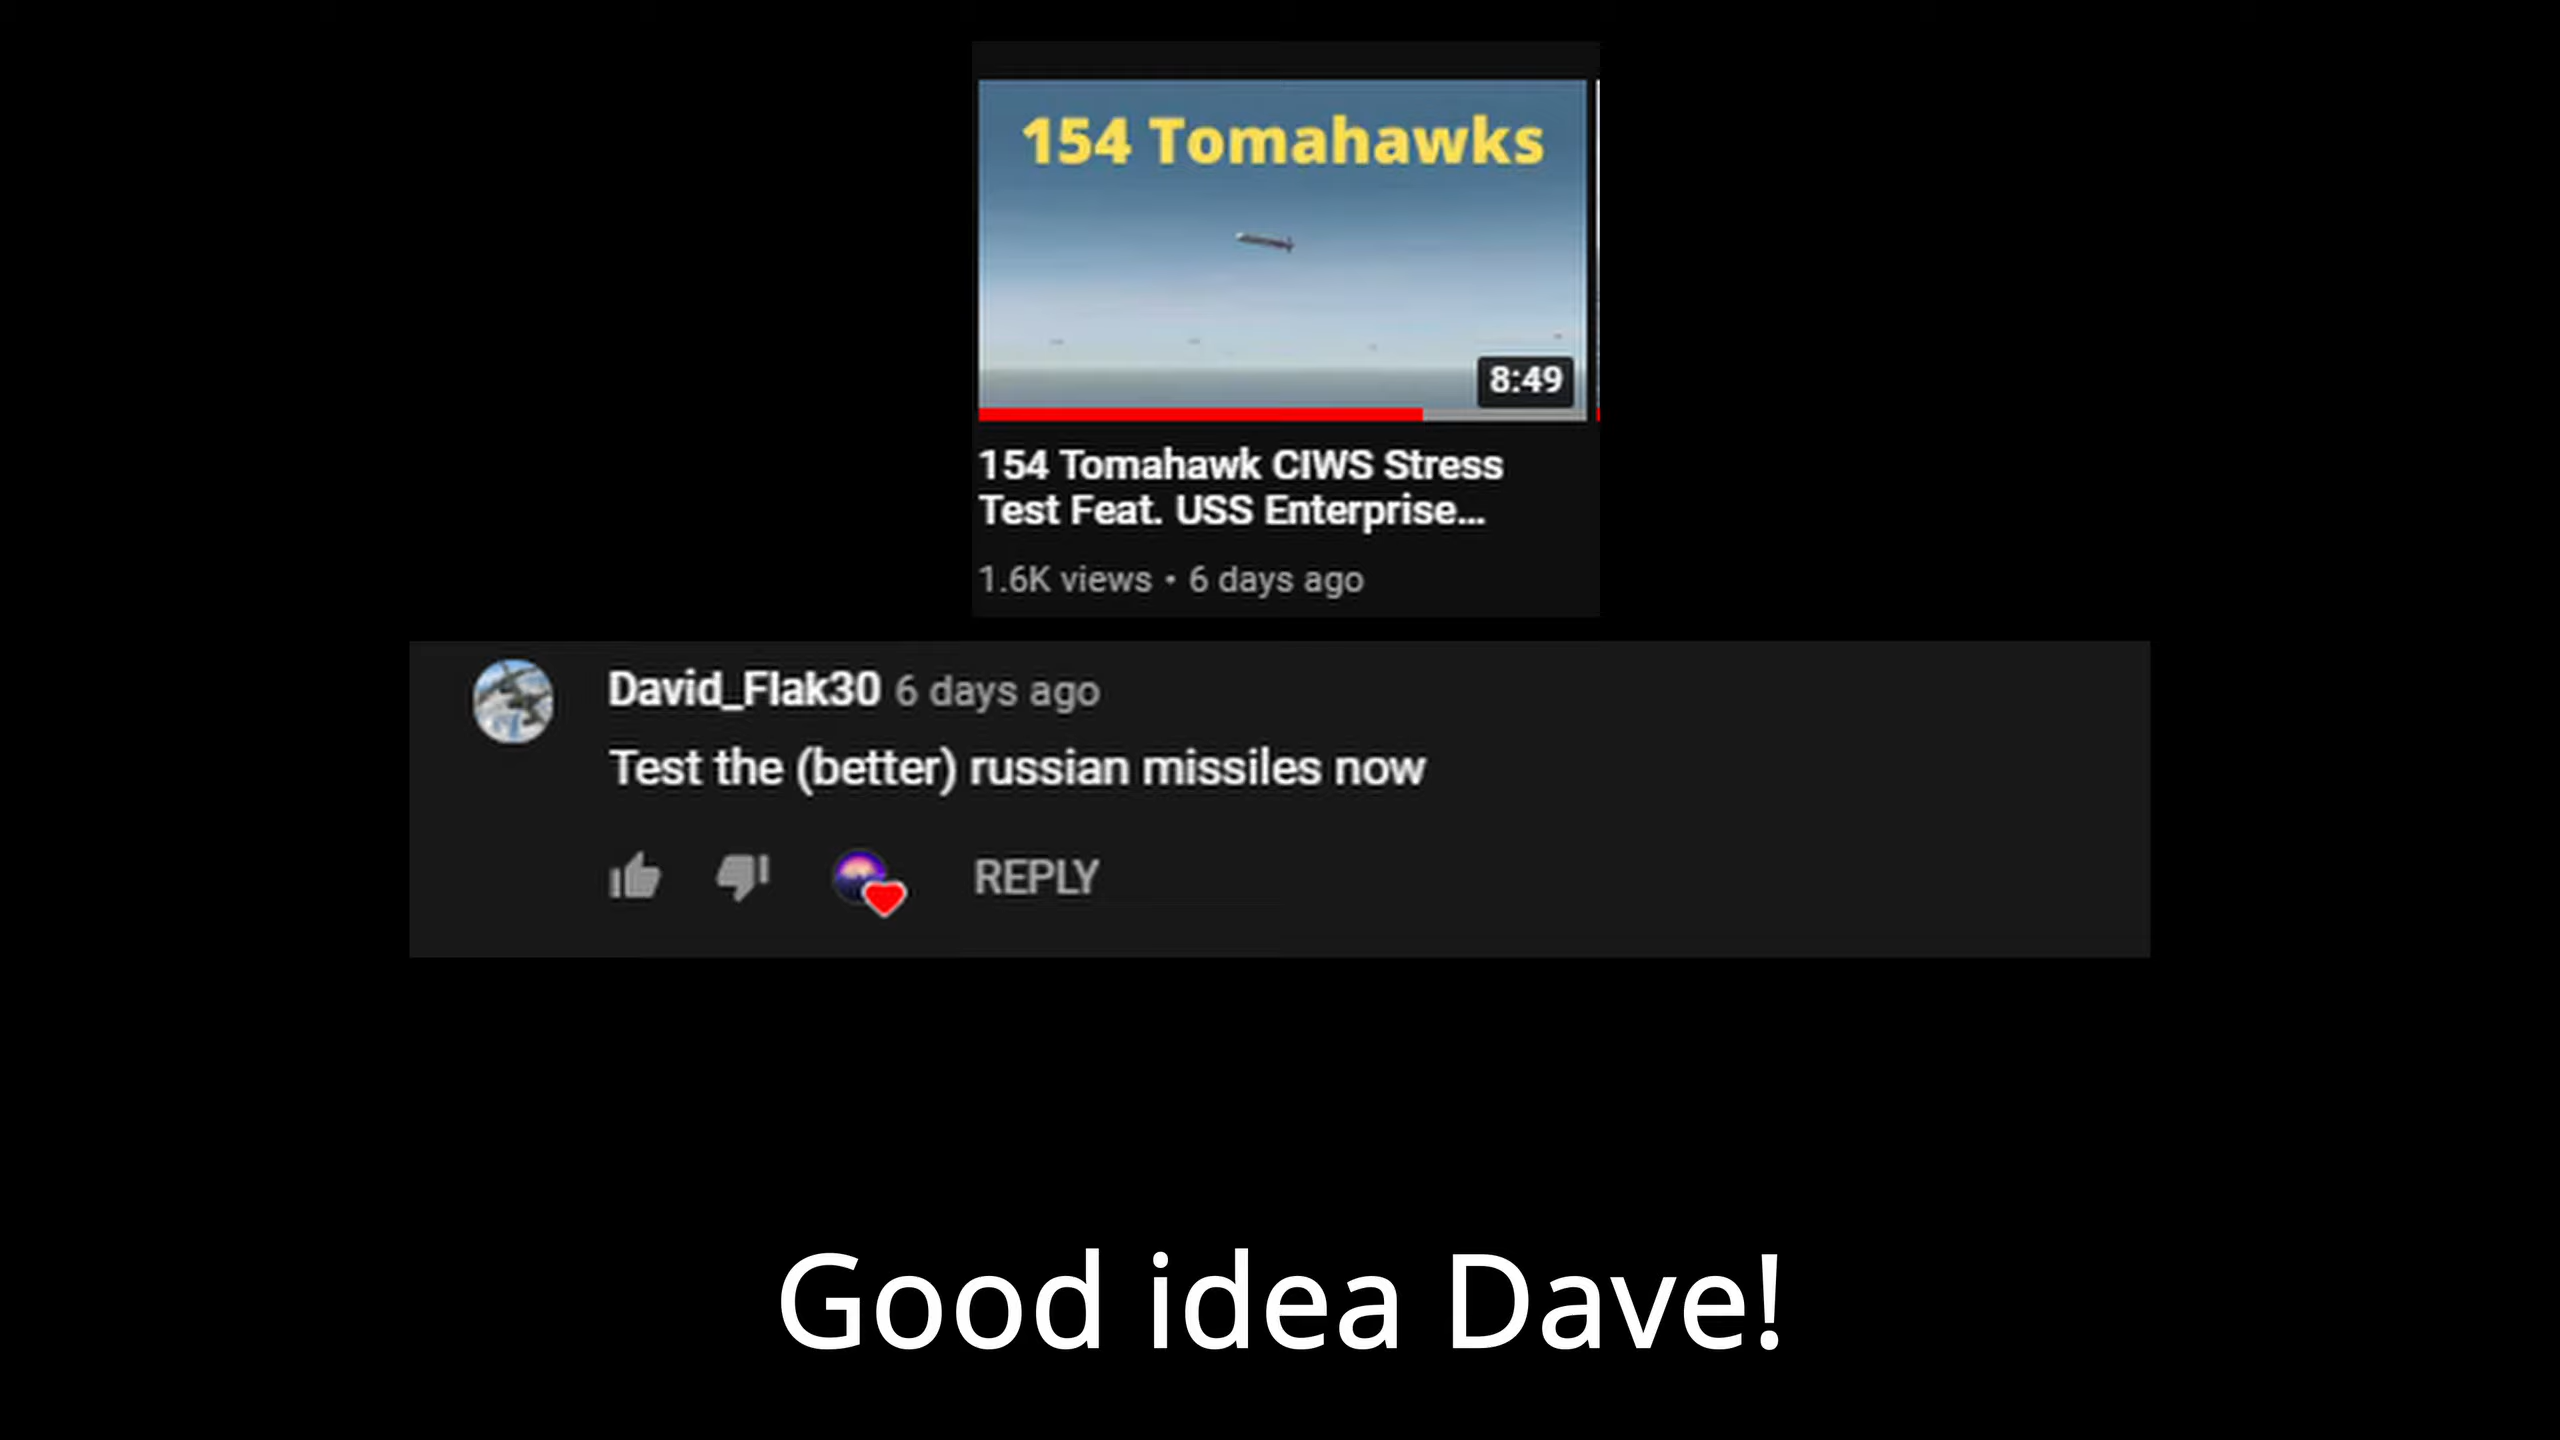 154 Tomahawks
8:49
154 Tomahawk CIWS Stress
Test Feat. USS Enterprise...
1.6K views • 6 days ago
David_Flak30 6 days ago
Test the (better) russian missiles now
REPLY
Good idea Dave!